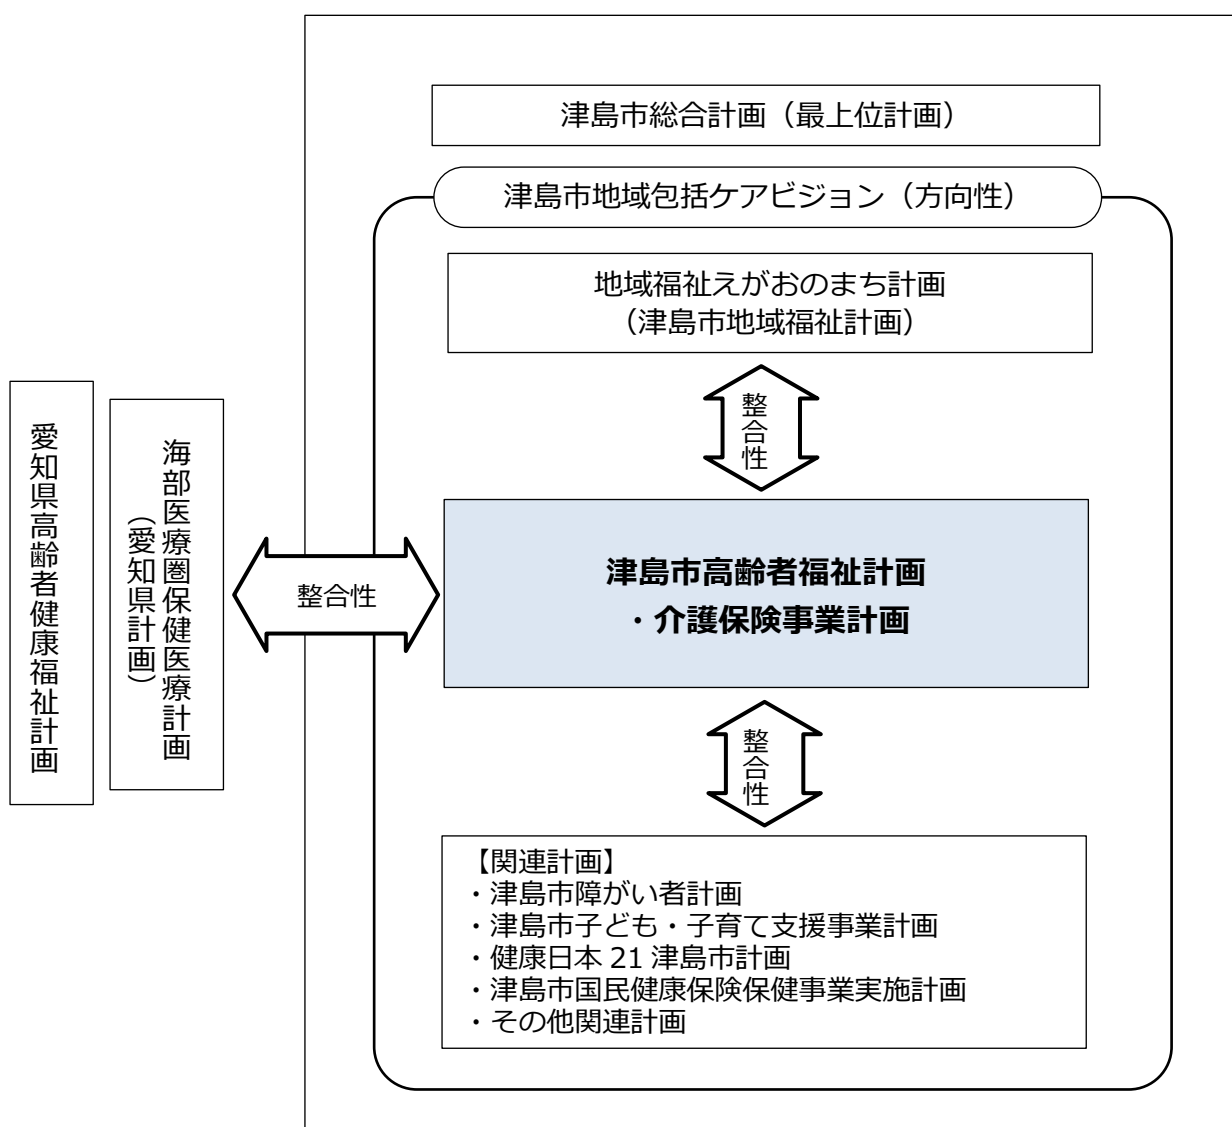 津島市総合計画（最上位計画）
津島市地域包括ケアビジョン（方向性）
地域福祉えがおのまち計画
（津島市地域福祉計画）
整合性
愛知県高齢者健康福祉計画
海部医療圏保健医療計画
（愛知県計画）
整合性
津島市高齢者福祉計画
・介護保険事業計画
整合性
【関連計画】
・津島市障がい者計画
・津島市子ども・子育て支援事業計画
・健康日本 21 津島市計画
・津島市国民健康保険保健事業実施計画
・その他関連計画